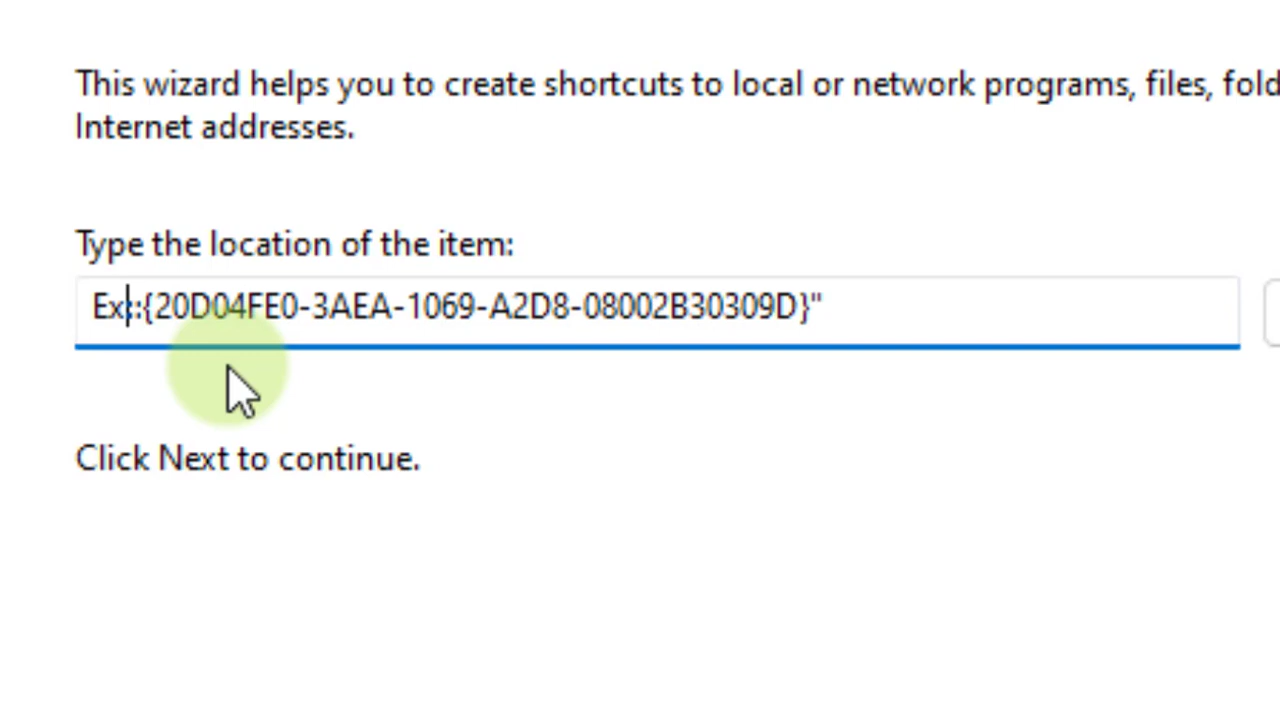 This wizard helps you to create shortcuts to local or network programs, files, fold
Internet addresses.
Type the location of the item:
Ex::{20D04FE0-3AEA-1069-A2D8-08002B30309D}"
Click Next to continue.